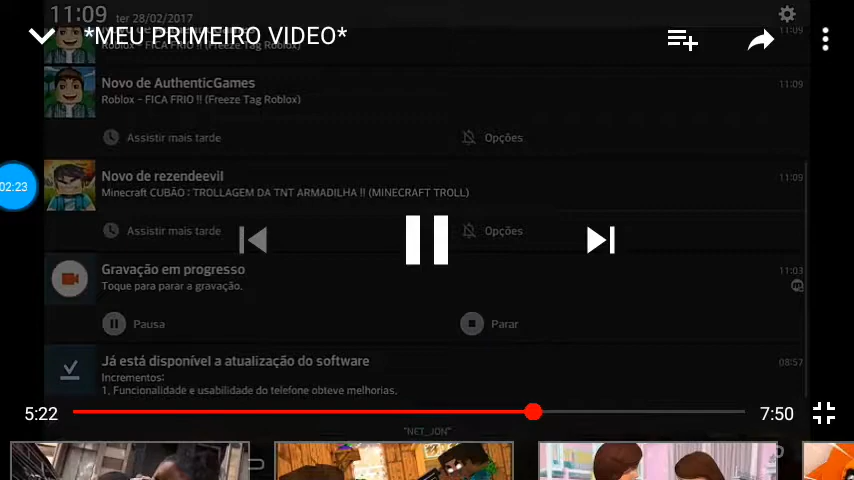 11:09 ter 28/02/2017
*MEU PRIMEIRO VIDEO*
Roblox - FICA FRIO !! (Freeze Tag Roblox)
11:09
Novo de AuthenticGames
11:09
Roblox - FICA FRIO !! (Freeze Tag Roblox)
Assistir mais tarde
Opções
Novo de rezendeevil
11:09
Minecraft CUBÃO : TROLLAGEM DA TNT ARMADILHA !! (MINECRAFT TROLL)
02:23
Assistir mais tarde
Opções
Gravação em progresso
11:03
Toque para parar a gravação.
Pausa
Parar
Já está disponível a atualização do software
08:57
Incrementos:
1, Funcionalidade e usabilidade do telefone obteve melhorias.
5:22
7:50
"NET_JON"